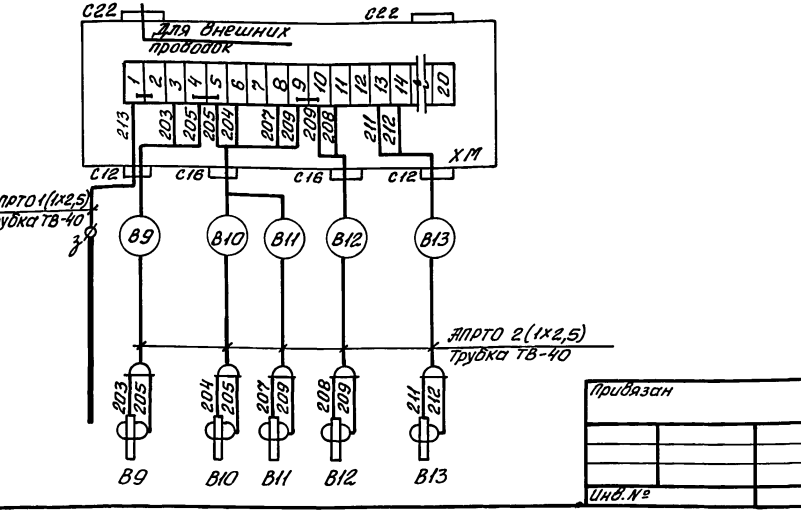 С22
С22
Для внешних
проводок
1 2 3 4 5 6 7 8 9 10 11 12 13 14 20
213 203 205 205 204 207 209 209 208 211 212
ХМ
С12 С16 С16 С12
АПРТО 1(1х2,5)
Трубка ТВ-40
В9 В10 В11 В12 В13
АПРТО 2(1х2,5)
Трубка ТВ-40
203 205 204 205 207 209 208 209 211 212
В9 В10 В11 В12 В13
Привязан
Инв. №